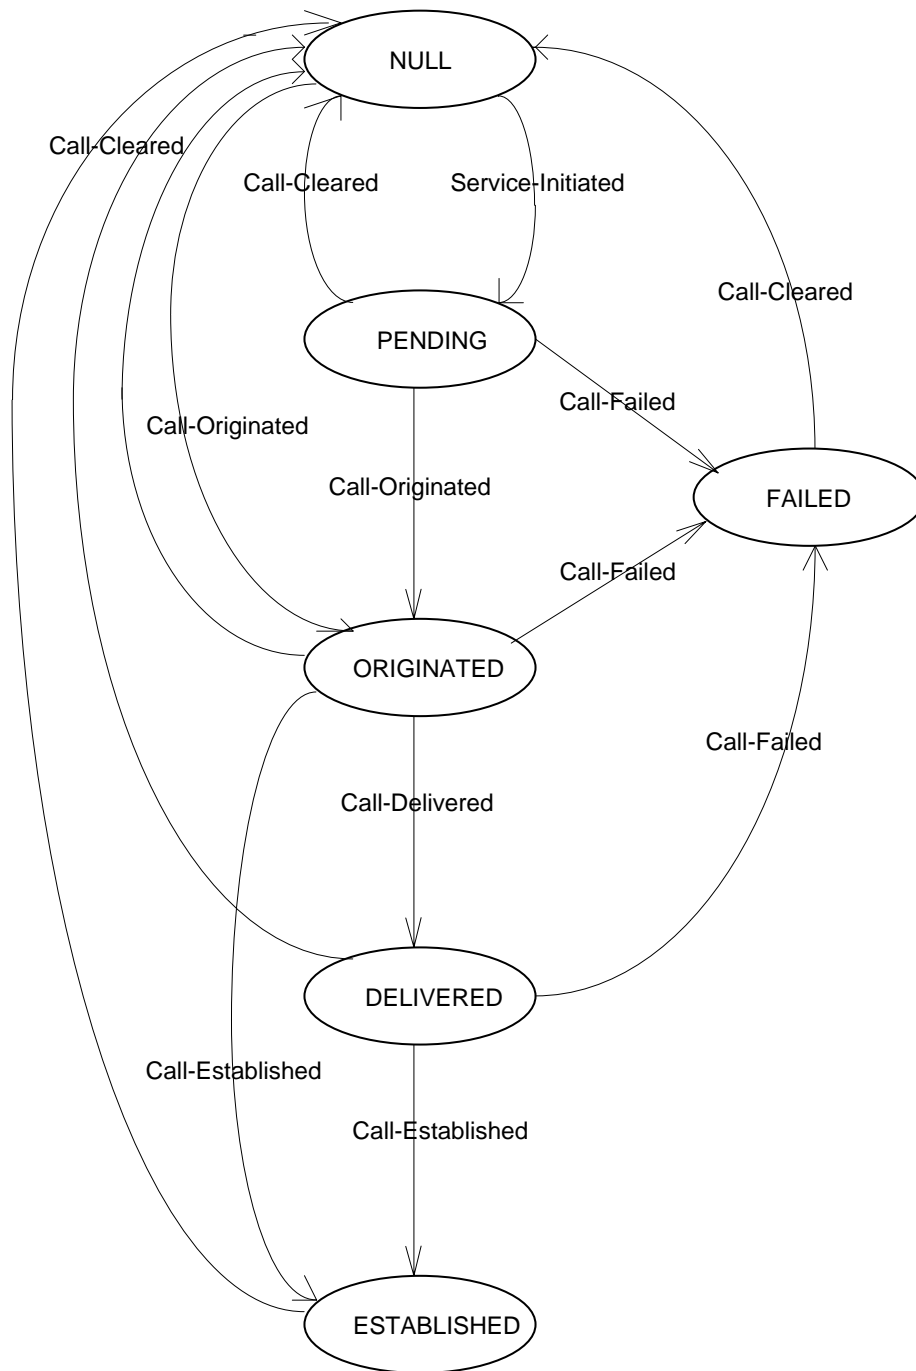 NULL
Call-Cleared
Call-Cleared
Service-Initiated
Call-Cleared
PENDING
Call-Failed
Call-Originated
Call-Originated
FAILED
Call-Failed
ORIGINATED
Call-Failed
Call-Delivered
DELIVERED
Call-Established
Call-Established
ESTABLISHED